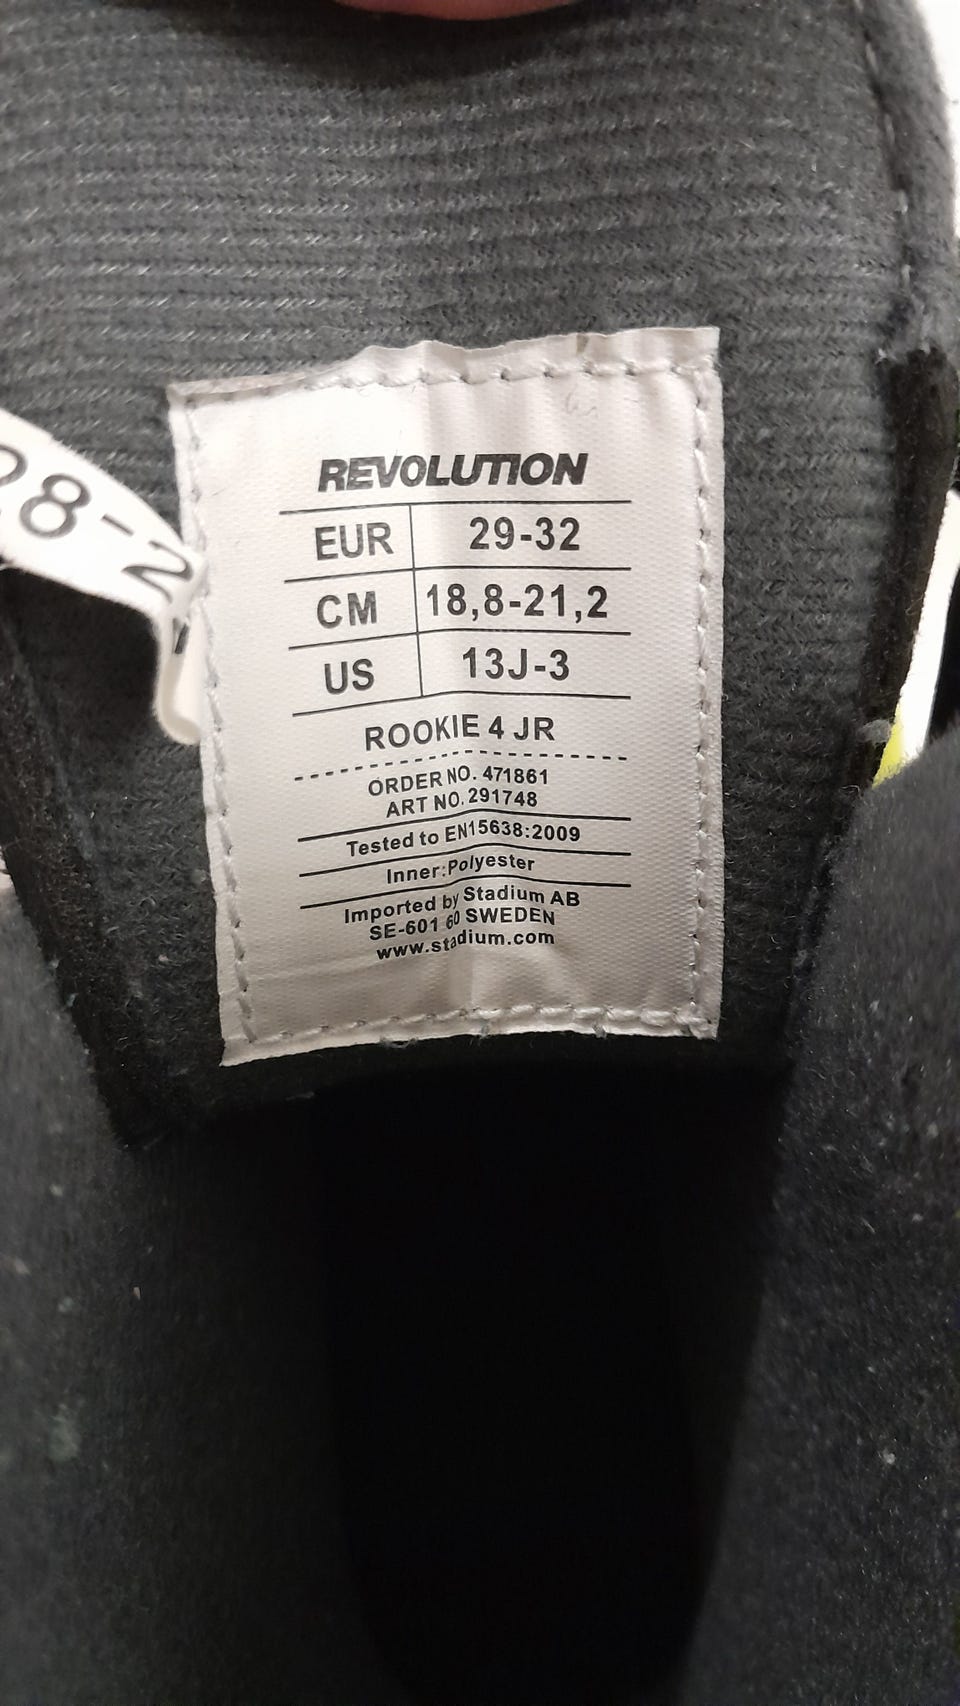 REVOLUTION
EUR 29-32
CM 18,8-21,2
US 13J-3
ROOKIE 4 JR
ORDER NO. 471861
ART NO. 291748
Tested to EN15638:2009
Inner:Polyester
Imported by Stadium AB
SE-601 60 SWEDEN
www.stadium.com